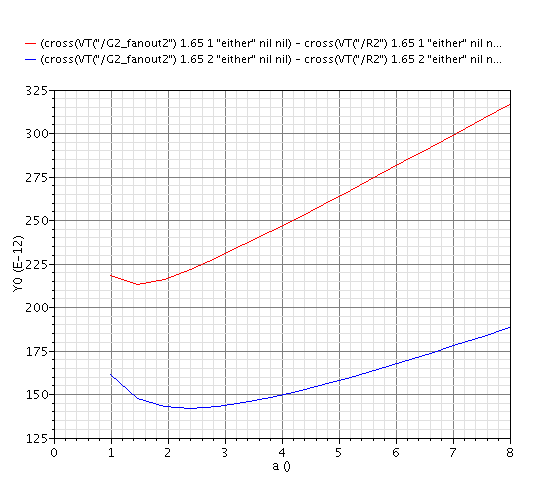 (cross(VT("/G2_fanout2") 1.65 1 "either" nil nil) - cross(VT("/R2") 1.65 1 "either" nil n...
(cross(VT("/G2_fanout2") 1.65 2 "either" nil nil) - cross(VT("/R2") 1.65 2 "either" nil n...
325
300
275
250
225
200
175
150
125
Y0 (E-12)
0 1 2 3 4 5 6 7 8
a ()